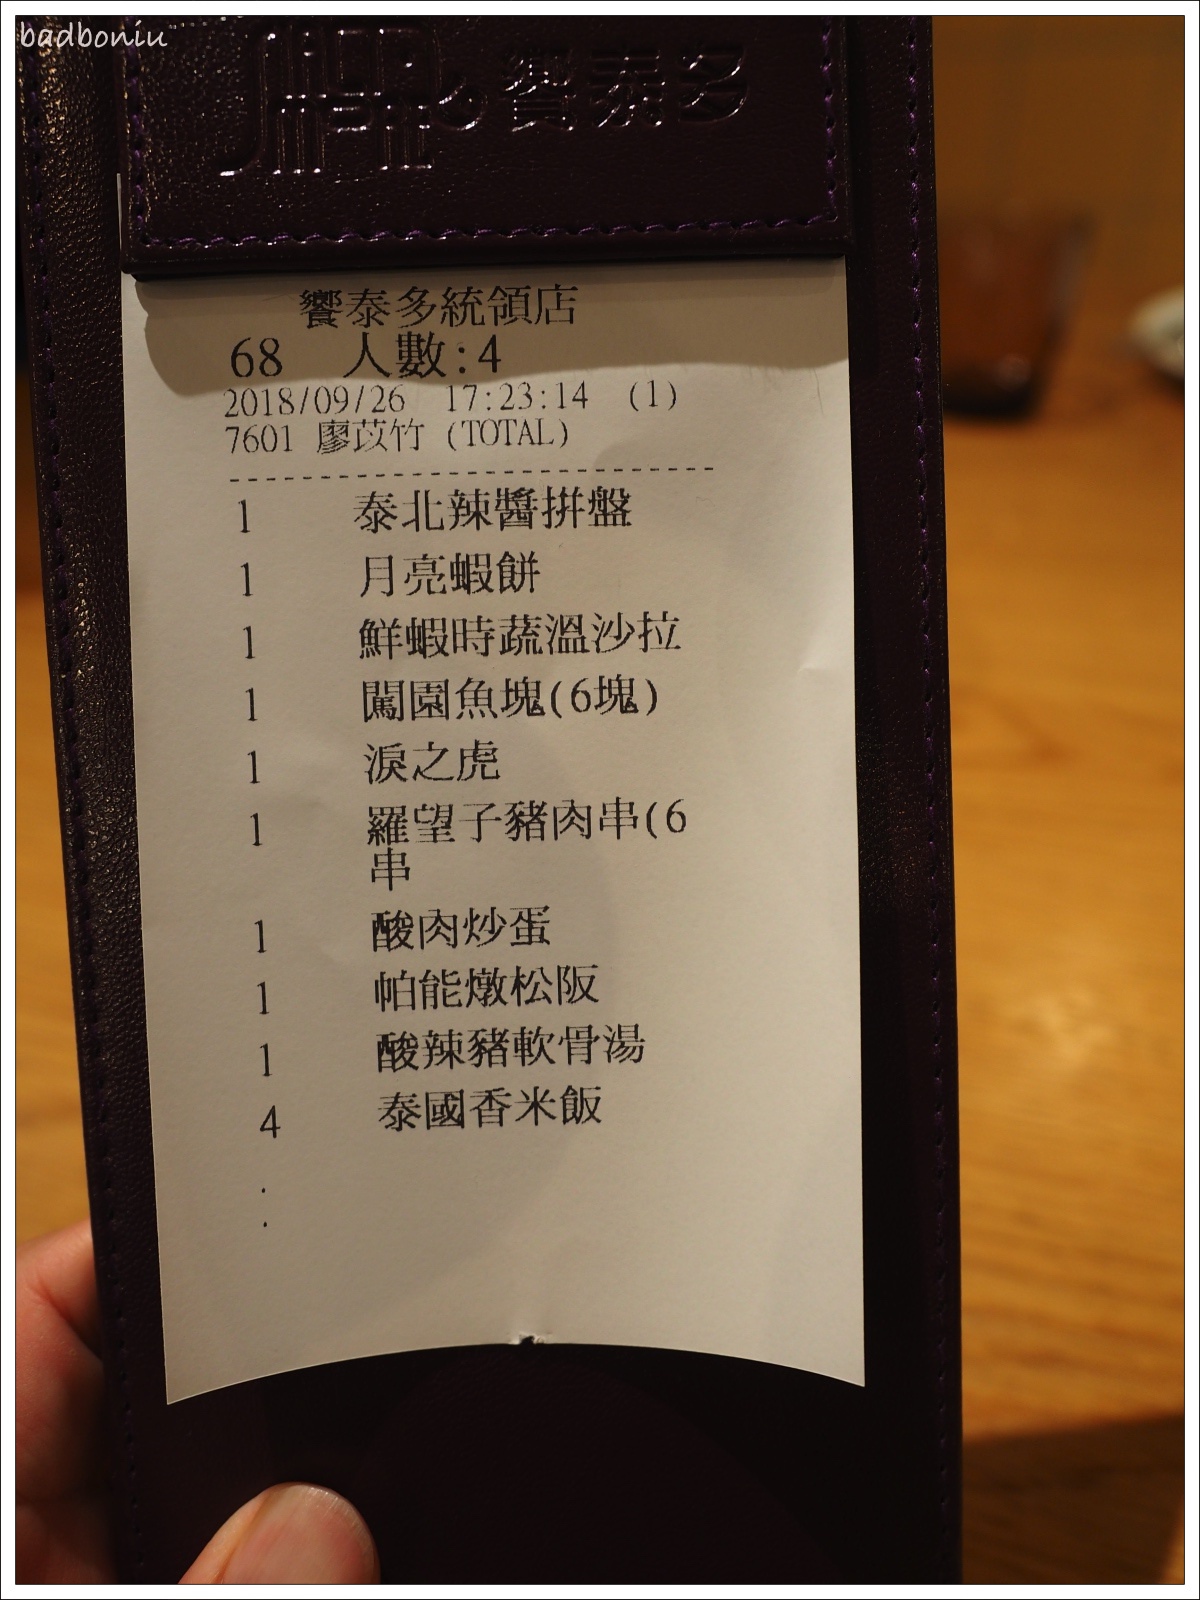 badboniu
饗泰多
饗泰多統領店
68 人數:4
2018/09/26 17:23:14 (1)
7601 廖苡竹 (TOTAL)
---------------------------
1 泰北辣醬拼盤
1 月亮蝦餅
1 鮮蝦時蔬溫沙拉
1 闖園魚塊(6塊)
1 淚之虎
1 羅望子豬肉串(6
串
1 酸肉炒蛋
1 帕能燉松阪
1 酸辣豬軟骨湯
4 泰國香米飯
.
.